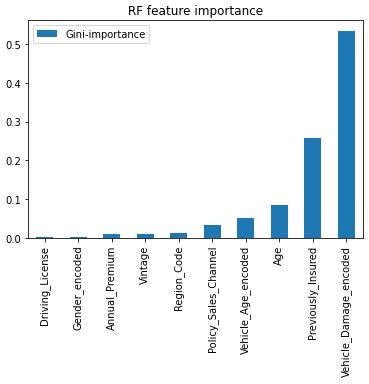 RF feature importance
Gini-importance
0.5
0.4
0.3
0.2
0.1
0.0
Driving_License
Gender_encoded
Annual_Premium
Vintage
Region_Code
Policy_Sales_Channel
Vehicle_Age_encoded
Age
Previously_Insured
Vehicle_Damage_encoded